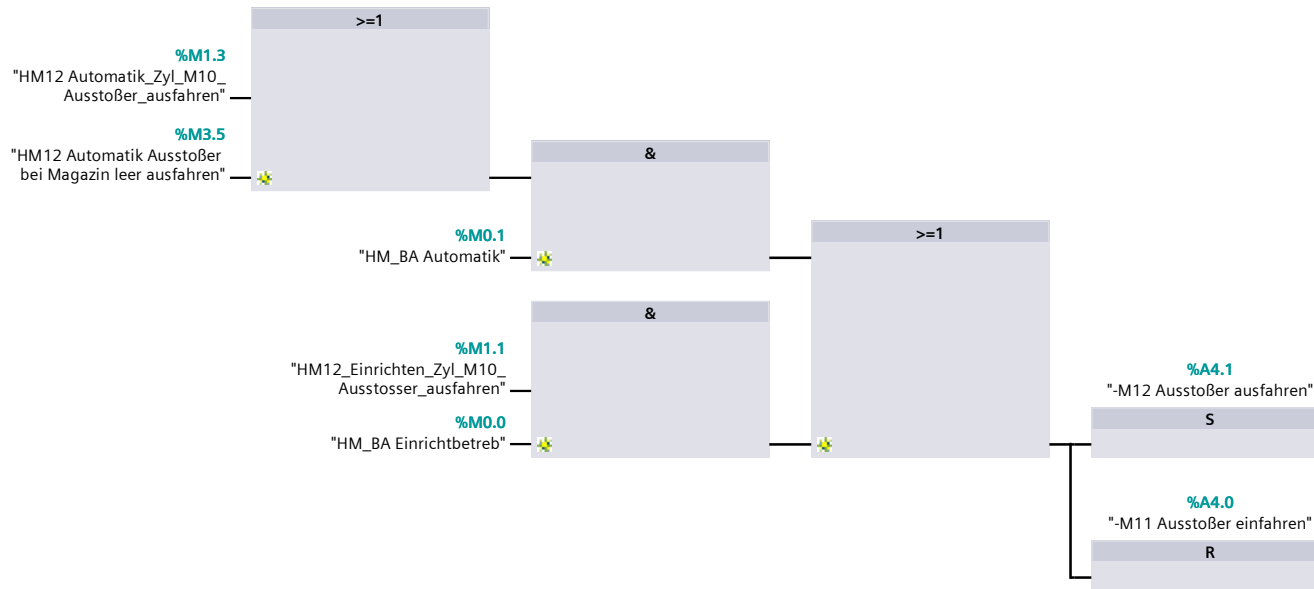 >=1
%M1.3
"HM12 Automatik_Zyl_M10_
Ausstoßer_ausfahren"
%M3.5
"HM12 Automatik Ausstoßer
bei Magazin leer ausfahren"
&
%M0.1
"HM_BA Automatik"
>=1
&
%M1.1
"HM12_Einrichten_Zyl_M10_
Ausstosser_ausfahren"
%M0.0
"HM_BA Einrichtbetreb"
%A4.1
"-M12 Ausstoßer ausfahren"
S
%A4.0
"-M11 Ausstoßer einfahren"
R